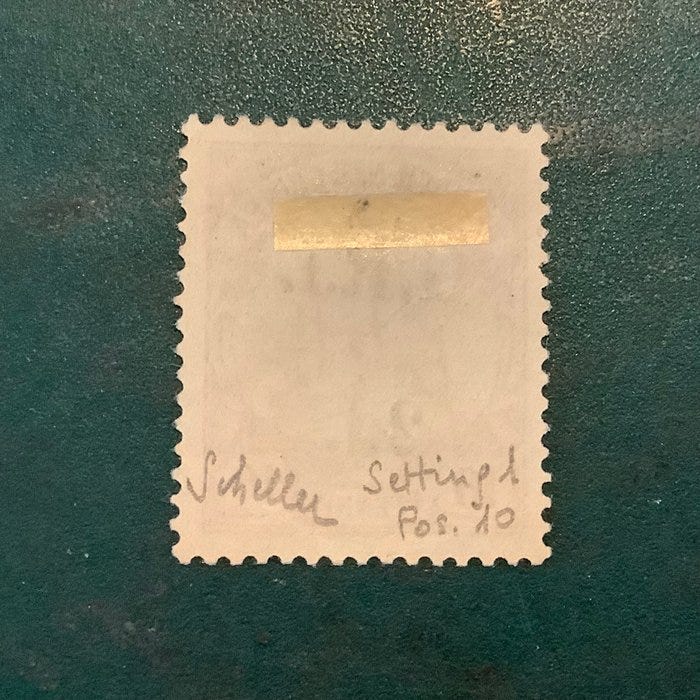 Scheller
Setting 1
Pos. 10